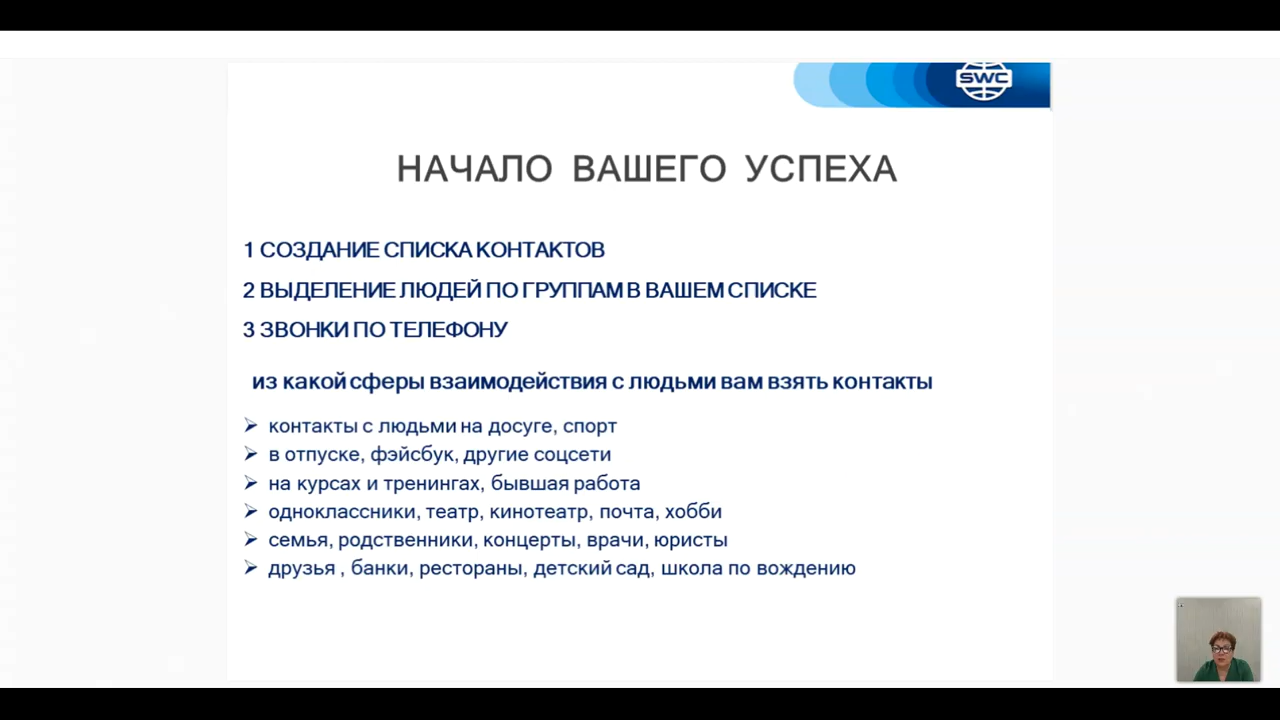 SWC
НАЧАЛО ВАШЕГО УСПЕХА
1 СОЗДАНИЕ СПИСКА КОНТАКТОВ
2 ВЫДЕЛЕНИЕ ЛЮДЕЙ ПО ГРУППАМ В ВАШЕМ СПИСКЕ
3 ЗВОНКИ ПО ТЕЛЕФОНУ
из какой сферы взаимодействия с людьми вам взять контакты
➢ контакты с людьми на досуге, спорт
➢ в отпуске, фэйсбук, другие соцсети
➢ на курсах и тренингах, бывшая работа
➢ одноклассники, театр, кинотеатр, почта, хобби
➢ семья, родственники, концерты, врачи, юристы
➢ друзья , банки, рестораны, детский сад, школа по вождению